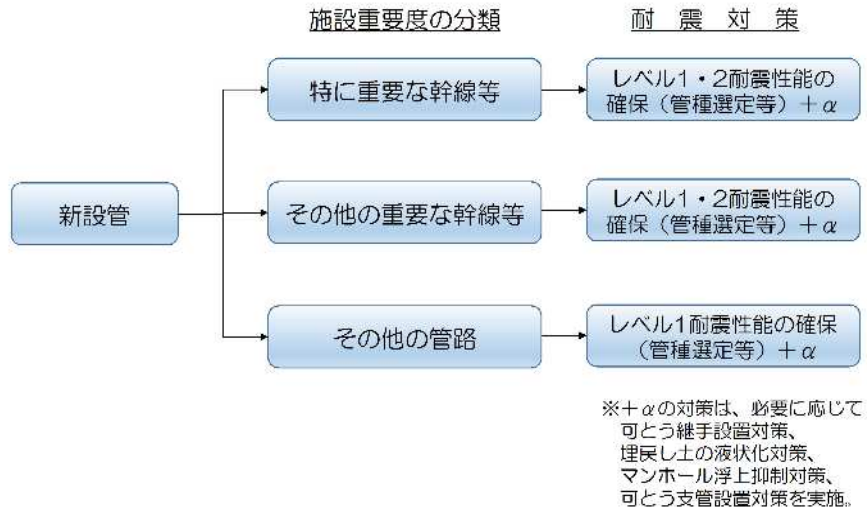 施設重要度の分類
耐 震 対 策
特に重要な幹線等
レベル1・2耐震性能の
確保（管種選定等）＋α
新設管
その他の重要な幹線等
レベル1・2耐震性能の
確保（管種選定等）＋α
その他の管路
レベル1耐震性能の確保
（管種選定等）＋α
※＋αの対策は、必要に応じて
可とう継手設置対策、
埋戻し土の液状化対策、
マンホール浮上抑制対策、
可とう支管設置対策を実施。